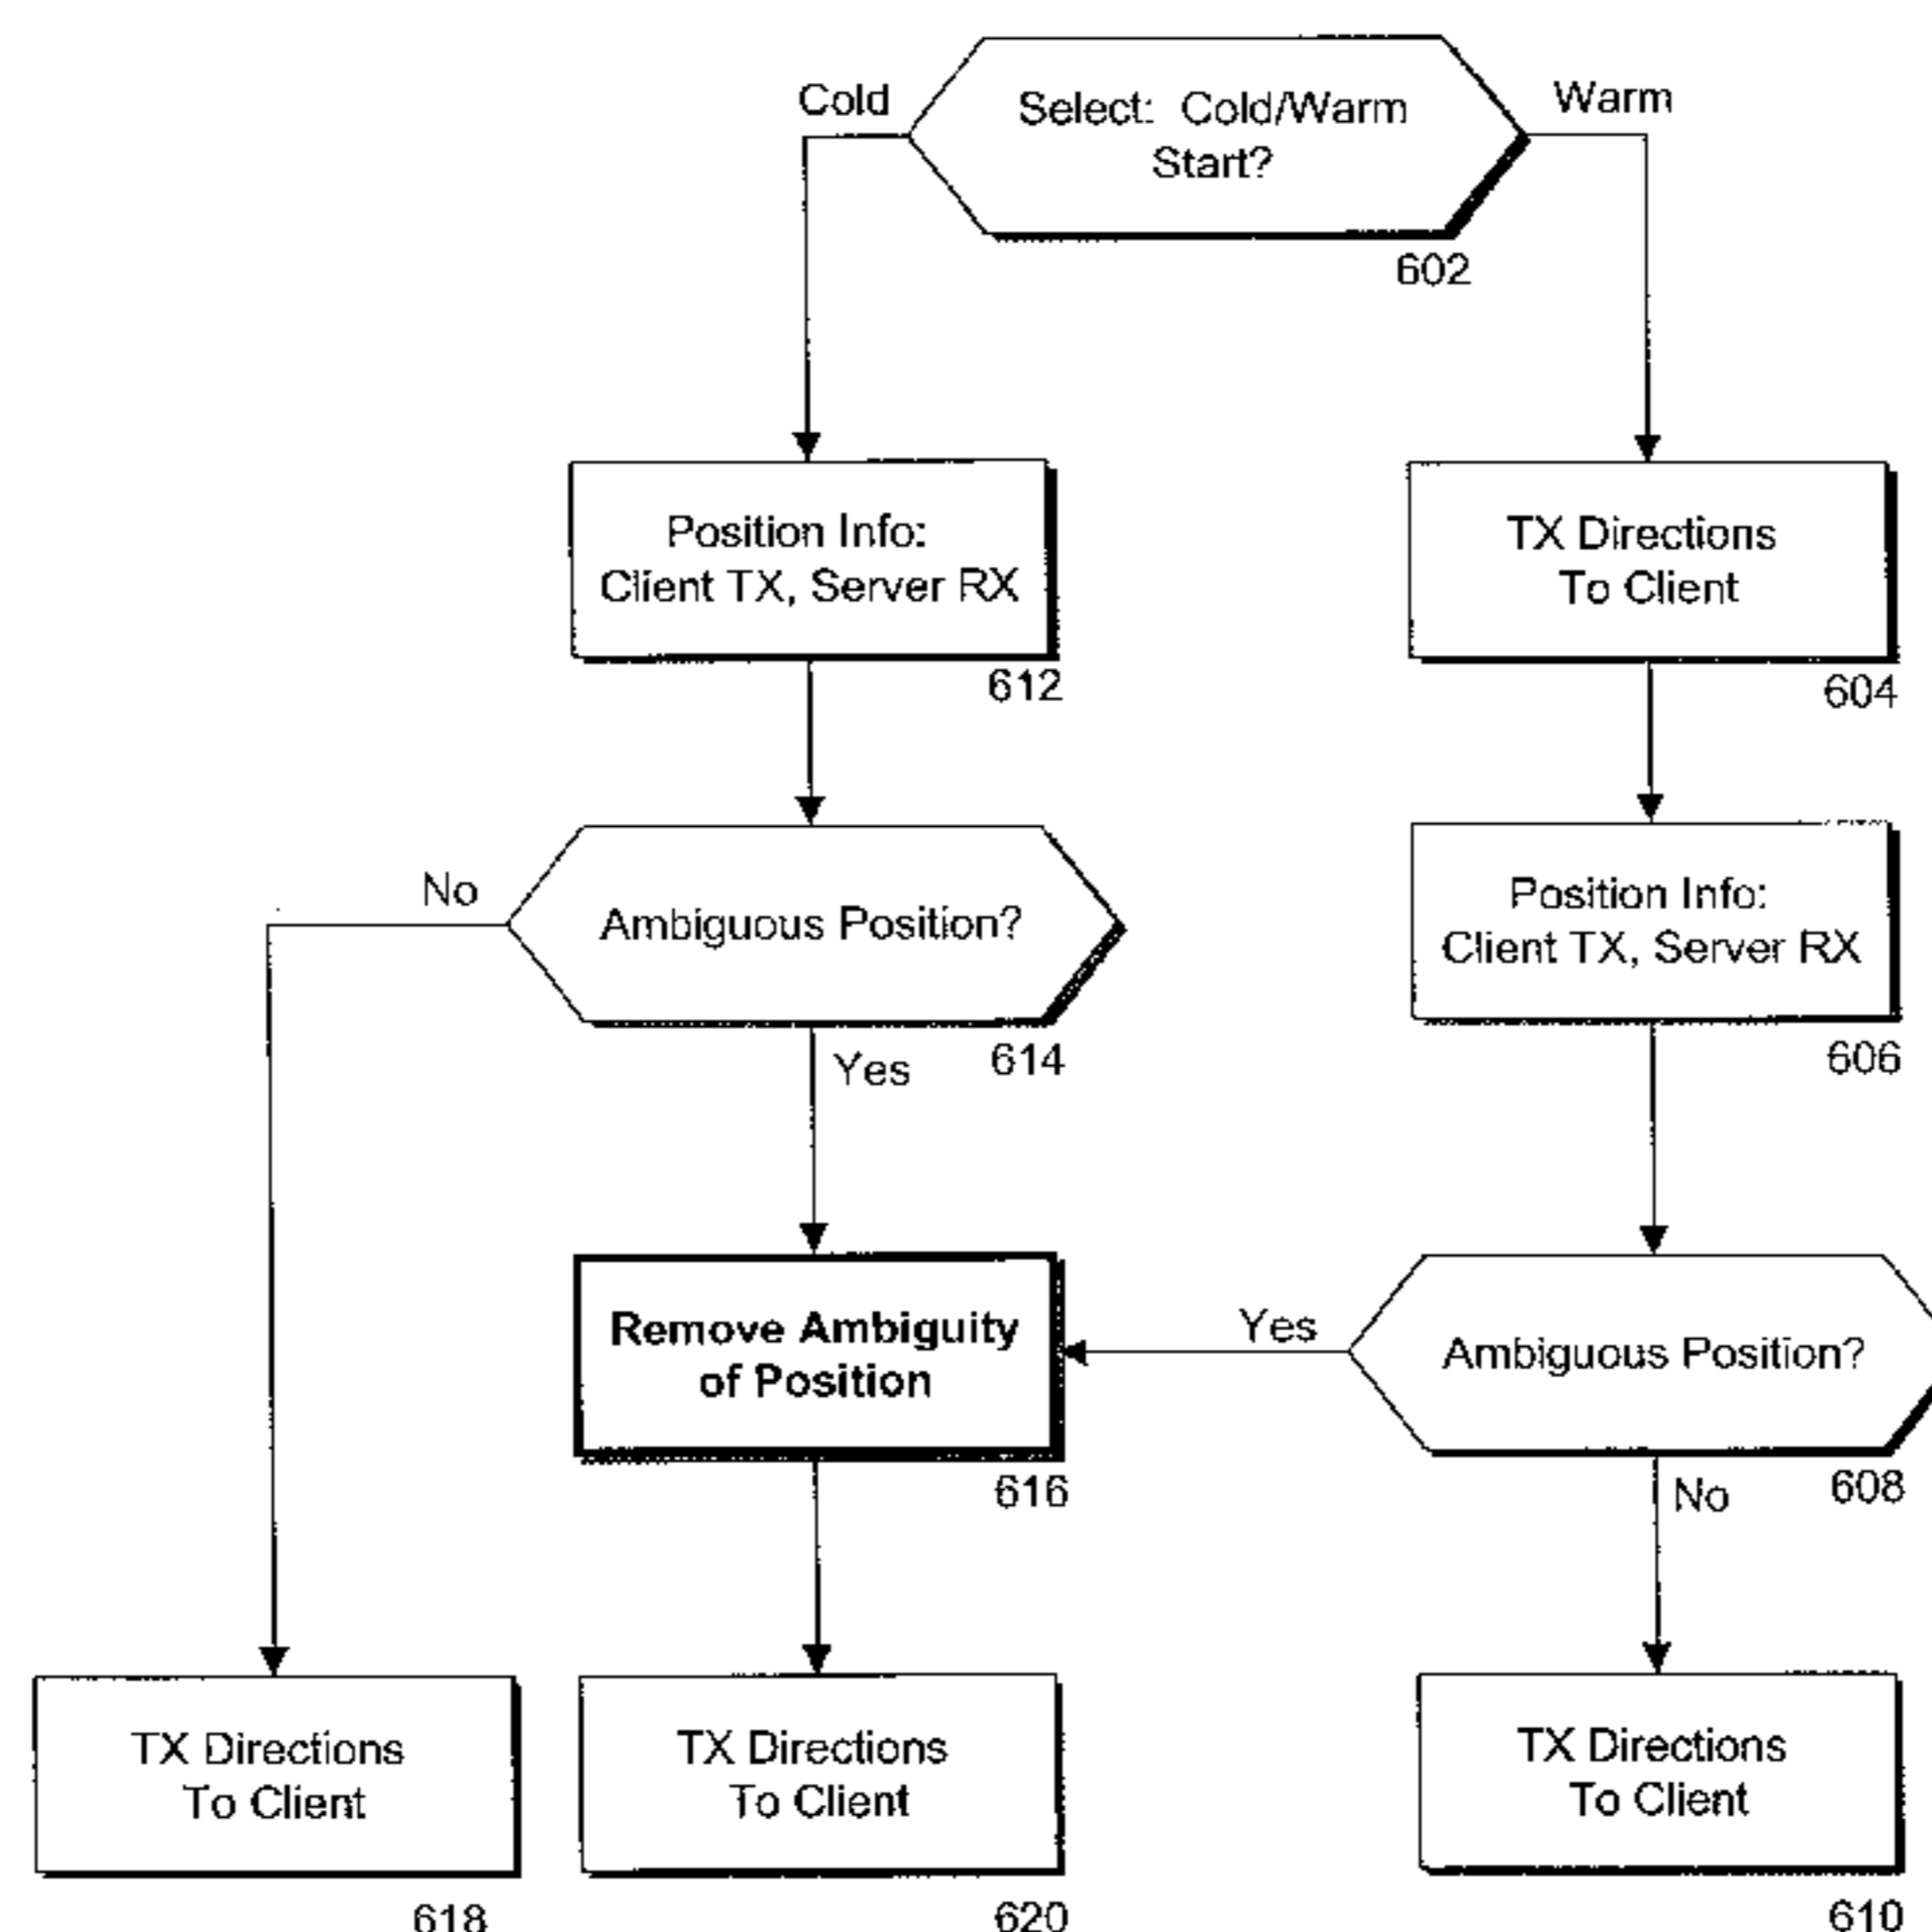 Cold
Select: Cold/Warm
Start?
Warm
602
Position Info:
Client TX, Server RX
612
TX Directions
To Client
604
No
Ambiguous Position?
Yes
614
Position Info:
Client TX, Server RX
606
Remove Ambiguity
of Position
616
Yes
Ambiguous Position?
608
No
TX Directions
To Client
618
TX Directions
To Client
620
TX Directions
To Client
610